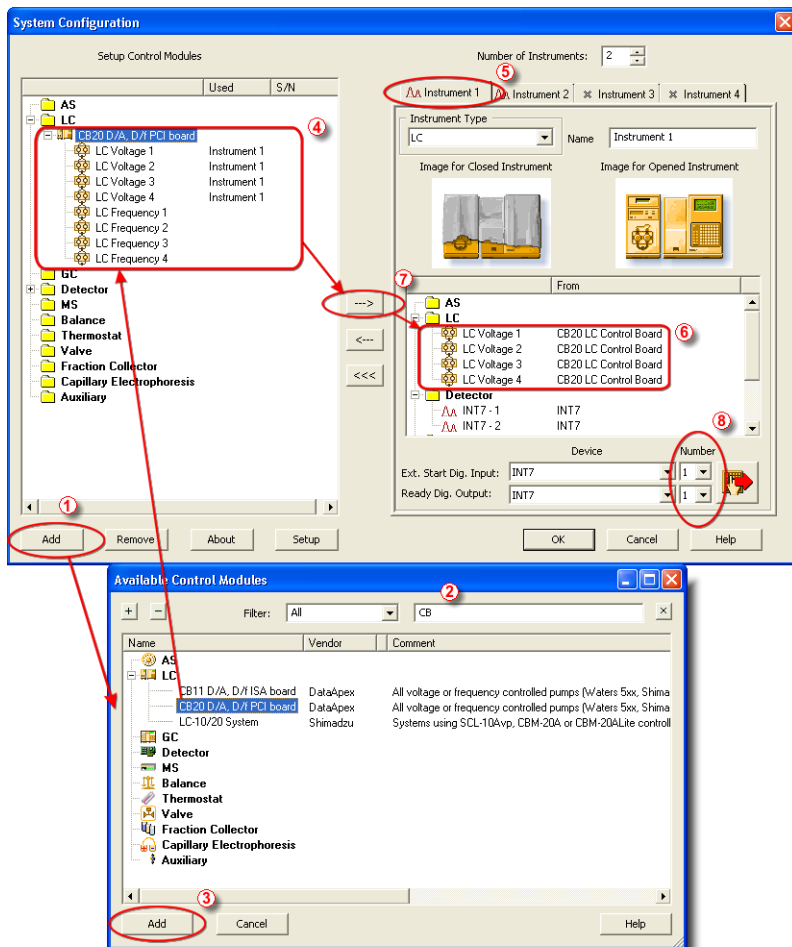 System Configuration
Setup Control Modules
Number of Instruments: 2
Used S/N
AS
LC
CB20 D/A, D/f PCI board
LC Voltage 1 Instrument 1
LC Voltage 2 Instrument 1
LC Voltage 3 Instrument 1
LC Voltage 4 Instrument 1
LC Frequency 1
LC Frequency 2
LC Frequency 3
LC Frequency 4
GC
Detector
MS
Balance
Thermostat
Valve
Fraction Collector
Capillary Electrophoresis
Auxiliary
4
--->
<---
<<<
5
Instrument 1 Instrument 2 Instrument 3 Instrument 4
Instrument Type
LC Name Instrument 1
Image for Closed Instrument Image for Opened Instrument
7
From
AS
LC
LC Voltage 1 CB20 LC Control Board
LC Voltage 2 CB20 LC Control Board
LC Voltage 3 CB20 LC Control Board
LC Voltage 4 CB20 LC Control Board
6
Detector
INT7 - 1 INT7
INT7 - 2 INT7
8
Device Number
Ext. Start Dig. Input: INT7 1
Ready Dig. Output: INT7 1
1
Add Remove About Setup OK Cancel Help
Available Control Modules
2
+ − Filter: All CB ×
Name Vendor Comment
AS
LC
CB11 D/A, D/f ISA board DataApex All voltage or frequency controlled pumps (Waters 5xx, Shima
CB20 D/A, D/f PCI board DataApex All voltage or frequency controlled pumps (Waters 5xx, Shima
LC-10/20 System Shimadzu Systems using SCL-10Avp, CBM-20A or CBM-20ALite controll
GC
Detector
MS
Balance
Thermostat
Valve
Fraction Collector
Capillary Electrophoresis
Auxiliary
3
Add Cancel Help